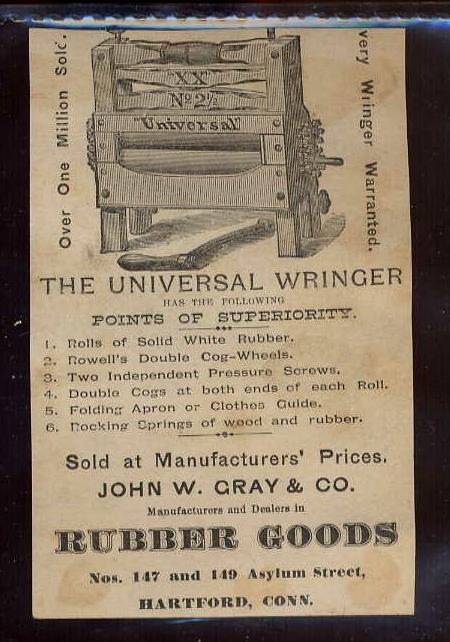 Over One Million Sold.
XX
No 2½
"Universal"
very Wringer Warranted.
THE UNIVERSAL WRINGER
HAS THE FOLLOWING
POINTS OF SUPERIORITY.
1. Rolls of Solid White Rubber.
2. Rowell's Double Cog-Wheels.
3. Two Independent Pressure Screws.
4. Double Cogs at both ends of each Roll.
5. Folding Apron or Clothes Guide.
6. Rocking Springs of wood and rubber.
Sold at Manufacturers' Prices.
JOHN W. GRAY & CO.
Manufacturers and Dealers in
RUBBER GOODS
Nos. 147 and 149 Asylum Street,
HARTFORD, CONN.